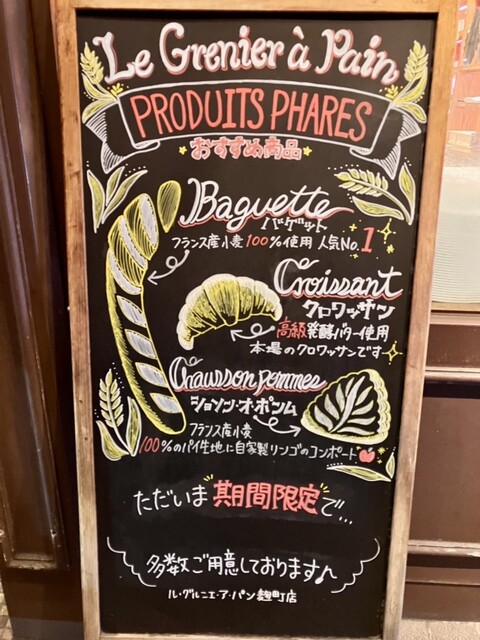 Le Grenier à Pain
PRODUITS PHARES
おすすめ商品
Baguette
バゲット
フランス産小麦100%使用 人気No.1
Croissant
クロワッサン
高級発酵バター使用
本場のクロワッサンです
Chausson pommes
ショソン・オ・ポンム
フランス産小麦
100%のパイ生地に自家製リンゴのコンポート
ただいま期間限定で...
多数ご用意しております♪
ル・グルニエ・ア・パン麹町店